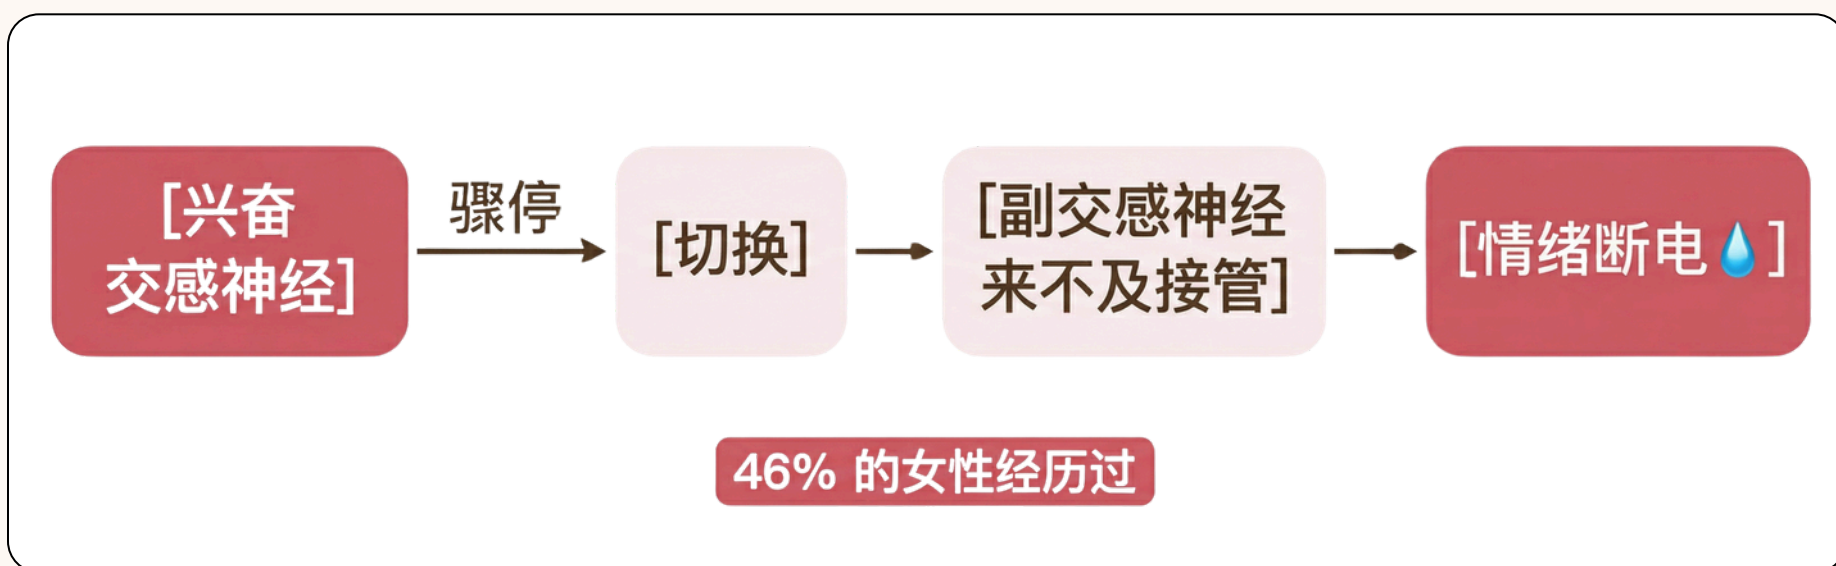 [兴奋
交感神经]
骤停
[切换]
[副交感神经
来不及接管]
[情绪断电💧]
46% 的女性经历过